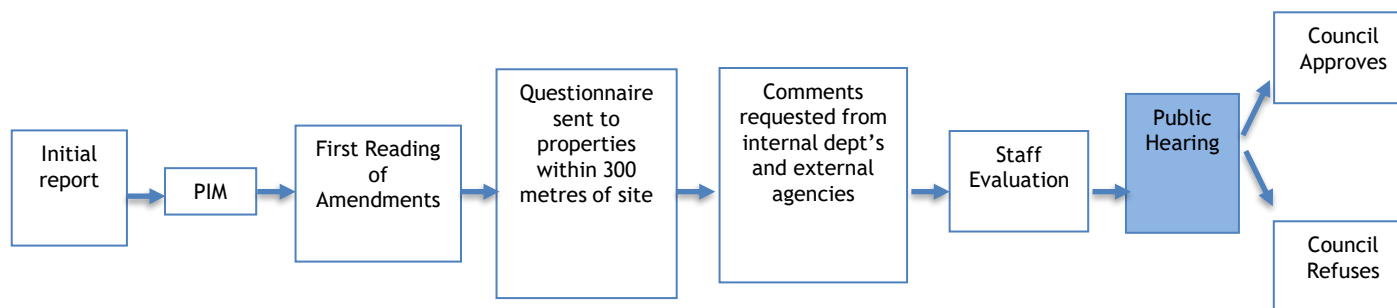 Initial
report
PIM
First Reading
of
Amendments
Questionnaire
sent to
properties
within 300
metres of site
Comments
requested from
internal dept’s
and external
agencies
Staff
Evaluation
Public
Hearing
Council
Approves
Council
Refuses